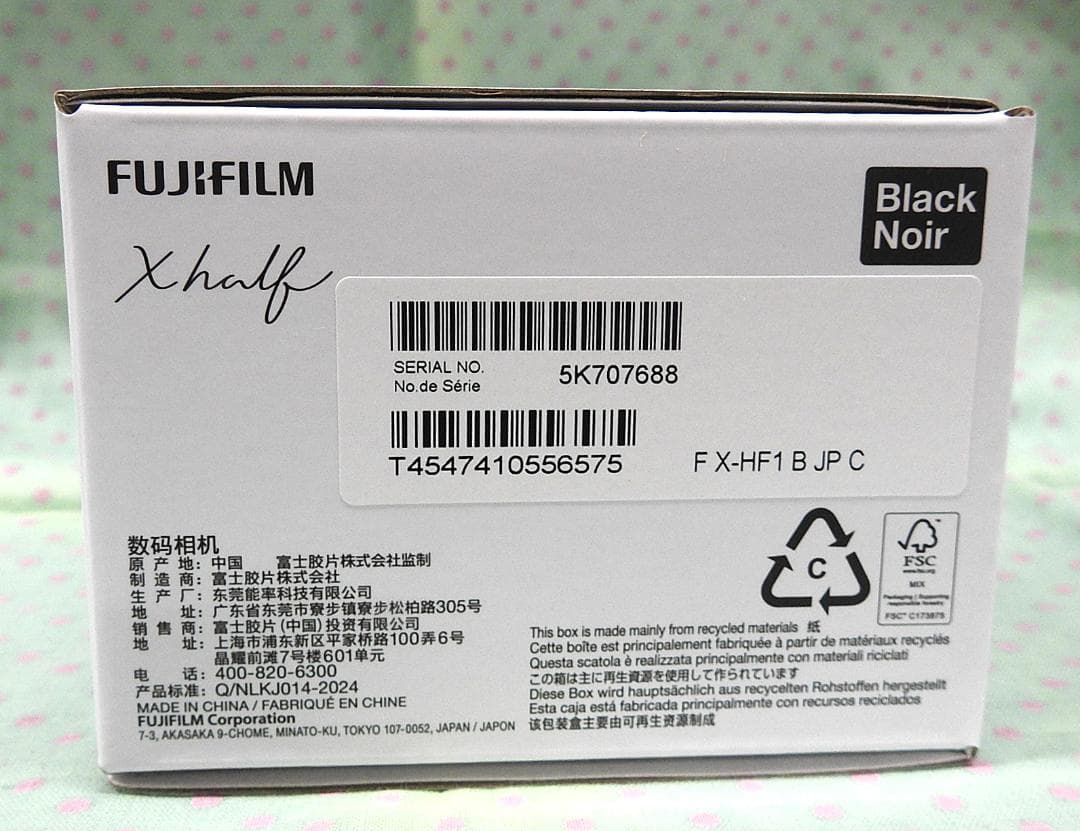 FUJIFILM
Black
Noir
X half
SERIAL NO.
No.de Série
5K707688
T4547410556575
F X-HF1 B JP C
数码相机
原产地：中国 富士胶片株式会社监制
制造商：富士胶片株式会社
生产厂：东莞能率科技有限公司
地址：广东省东莞市寮步镇寮步松柏路305号
销售商：富士胶片(中国)投资有限公司
地址：上海市浦东新区平家桥路100弄6号
晶耀前滩7号楼601单元
电话：400-820-6300
产品标准：Q/NLKJ014-2024
MADE IN CHINA / FABRIQUÉ EN CHINE
FUJIFILM Corporation
7-3, AKASAKA 9-CHOME, MINATO-KU, TOKYO 107-0052, JAPAN / JAPON
C
FSC
www.fsc.org
MIX
Packaging | Supporting
responsible forestry
FSC® C173975
This box is made mainly from recycled materials 纸
Cette boîte est principalement fabriquée à partir de matériaux recyclés
Questa scatola è realizzata principalmente con materiali riciclati
この箱は主に再生資源を使用して作られています
Diese Box wird hauptsächlich aus recycelten Rohstoffen hergestellt
Esta caja está fabricada principalmente con recursos reciclados
该包装盒主要由可再生资源制成